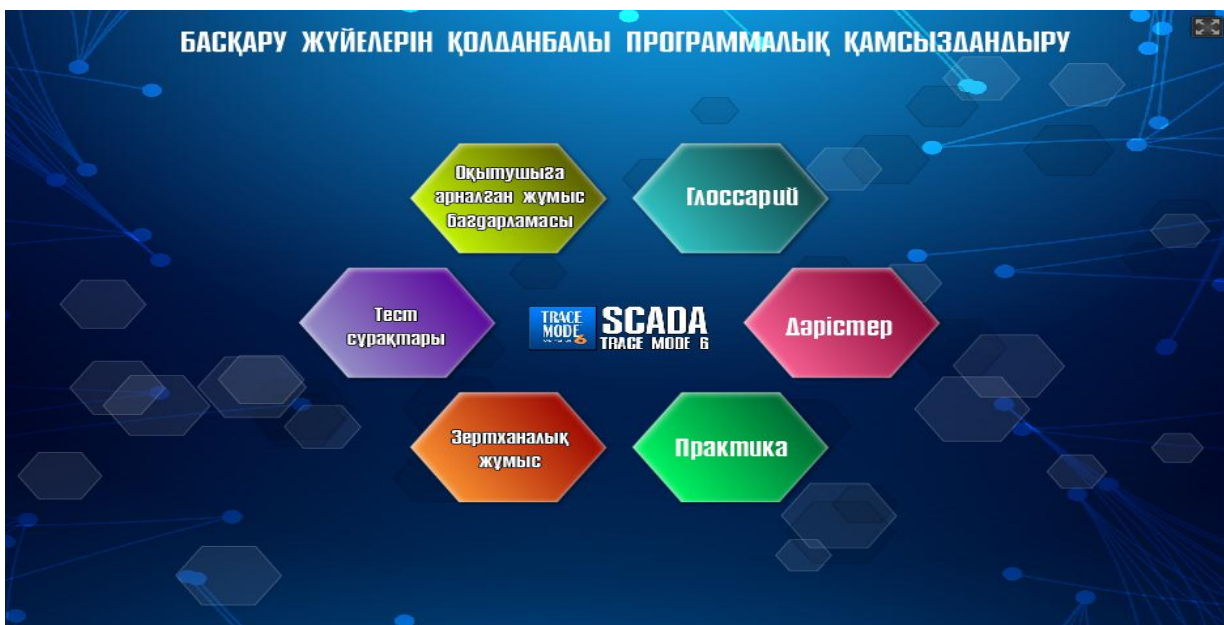 БАСҚАРУ ЖҮЙЕЛЕРІН ҚОЛДАНБАЛЫ ПРОГРАММАЛЫҚ ҚАМСЫЗДАНДЫРУ
Оқытушыға
арналған жұмыс
бағдарламасы
Глоссарий
Тест
сұрақтары
TRACE
MODE 6
SCADA
TRACE MODE 6
Дәрістер
Зертханалық
жұмыс
Практика